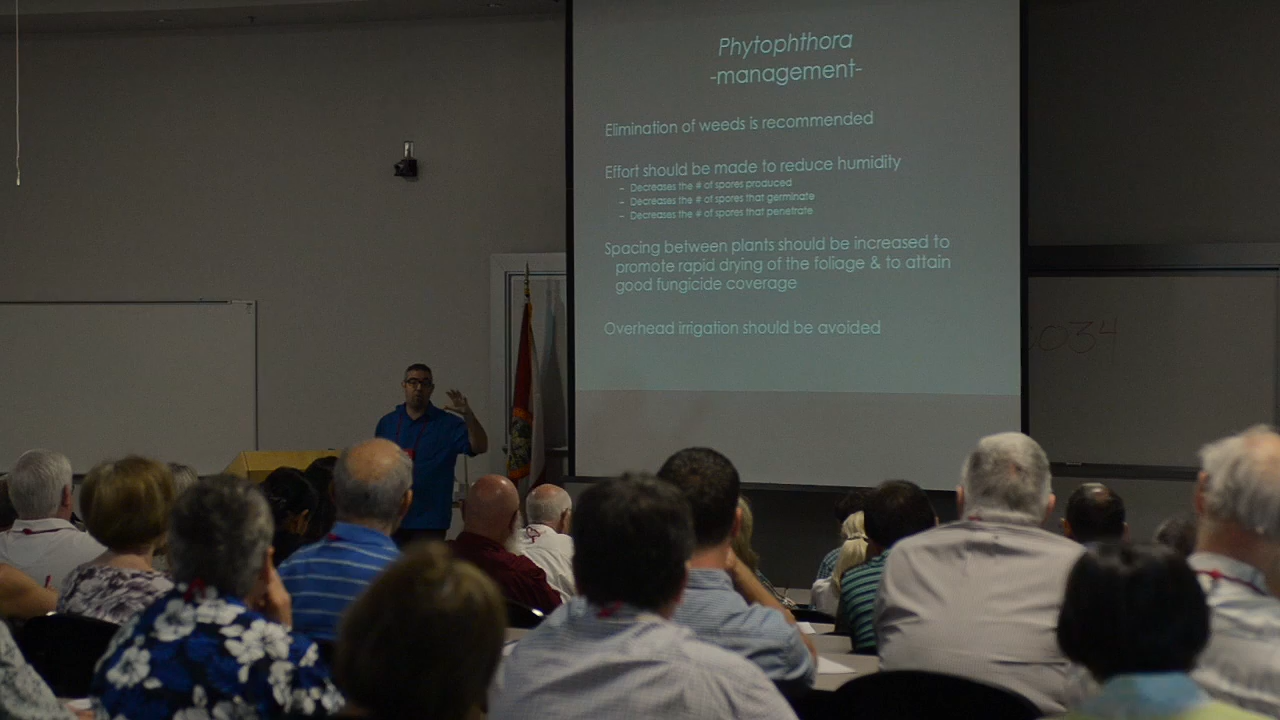 Phytophthora
-management-
Elimination of weeds is recommended
Effort should be made to reduce humidity
– Decreases the # of spores produced
– Decreases the # of spores that germinate
– Decreases the # of spores that penetrate
Spacing between plants should be increased to
promote rapid drying of the foliage & to attain
good fungicide coverage
Overhead irrigation should be avoided
034